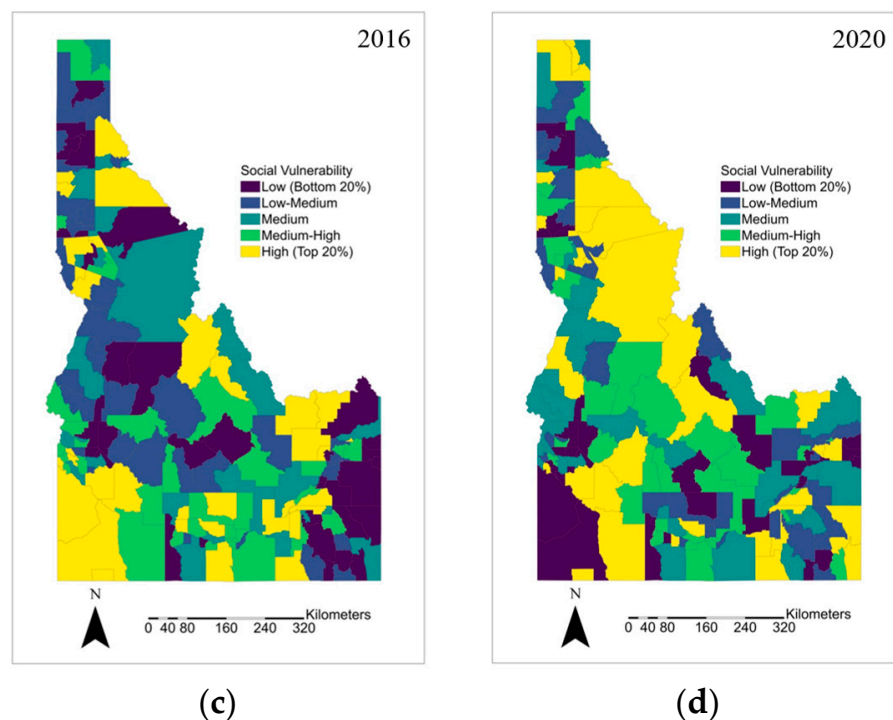 2016
Social Vulnerability
Low (Bottom 20%)
Low-Medium
Medium
Medium-High
High (Top 20%)
N
Kilometers
0 40 80 160 240 320
(c)
2020
Social Vulnerability
Low (Bottom 20%)
Low-Medium
Medium
Medium-High
High (Top 20%)
N
Kilometers
0 40 80 160 240 320
(d)